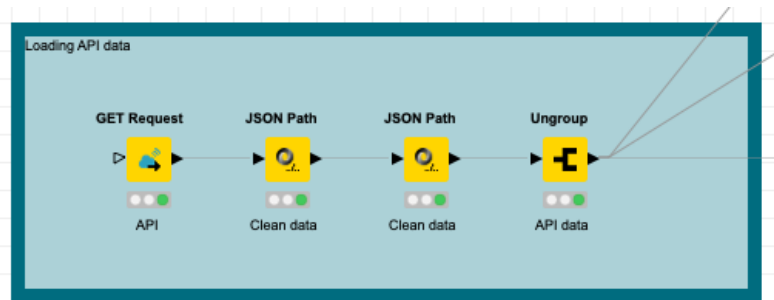 Loading API data
GET Request
JSON Path
JSON Path
Ungroup
API
Clean data
Clean data
API data